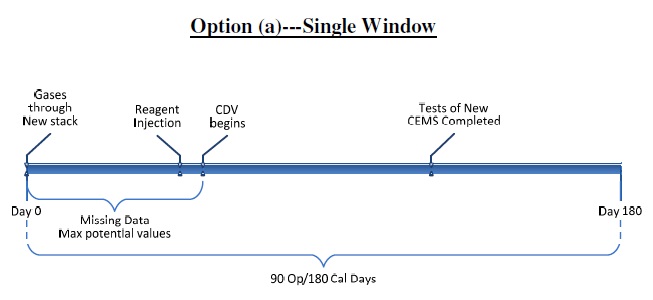 Option (a)---Single Window
Gases
through
New stack
Reagent
Injection
CDV
begins
Tests of New
CEMS Completed
Day 0
Missing Data
Max potential values
Day 180
90 Op/180 Cal Days